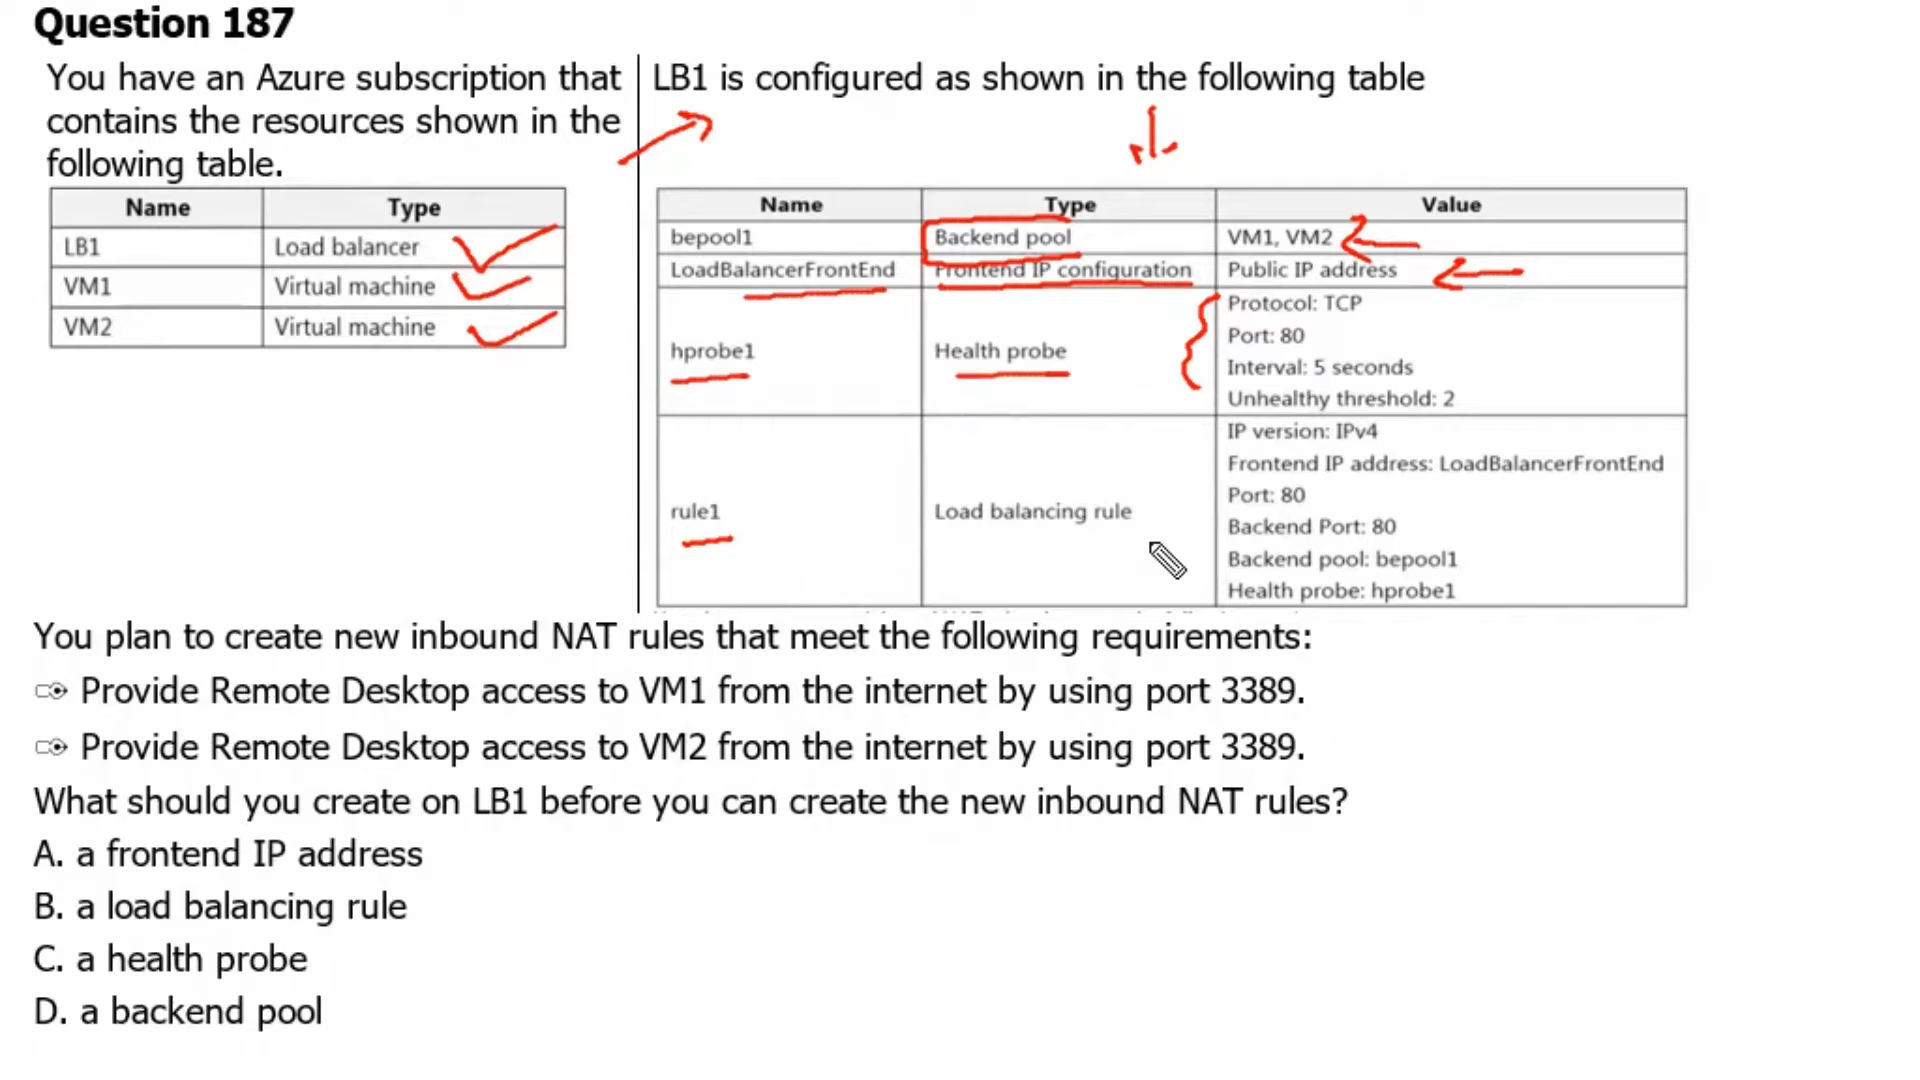 Question 187
You have an Azure subscription that
contains the resources shown in the
following table.
Name Type
LB1 Load balancer
VM1 Virtual machine
VM2 Virtual machine
LB1 is configured as shown in the following table
Name Type Value
bepool1 Backend pool VM1, VM2
LoadBalancerFrontEnd Frontend IP configuration Public IP address
hprobe1 Health probe Protocol: TCP
Port: 80
Interval: 5 seconds
Unhealthy threshold: 2
rule1 Load balancing rule IP version: IPv4
Frontend IP address: LoadBalancerFrontEnd
Port: 80
Backend Port: 80
Backend pool: bepool1
Health probe: hprobe1
You plan to create new inbound NAT rules that meet the following requirements:
Provide Remote Desktop access to VM1 from the internet by using port 3389.
Provide Remote Desktop access to VM2 from the internet by using port 3389.
What should you create on LB1 before you can create the new inbound NAT rules?
A. a frontend IP address
B. a load balancing rule
C. a health probe
D. a backend pool